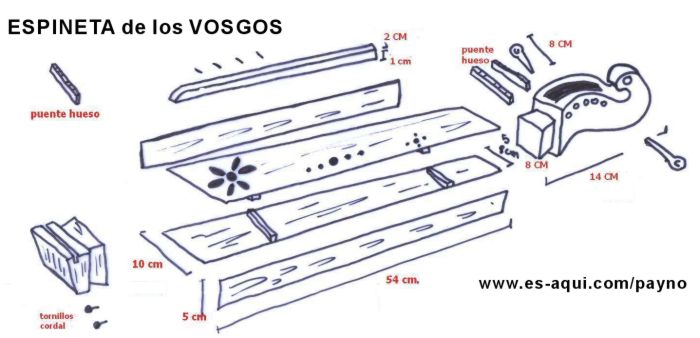 ESPINETA de los VOSGOS
2 CM
1 cm
puente
hueso
8 CM
puente hueso
5
8cm
8 CM
14 CM
10 cm
54 cm.
5 cm
www.es-aqui.com/payno
tornillos
cordal